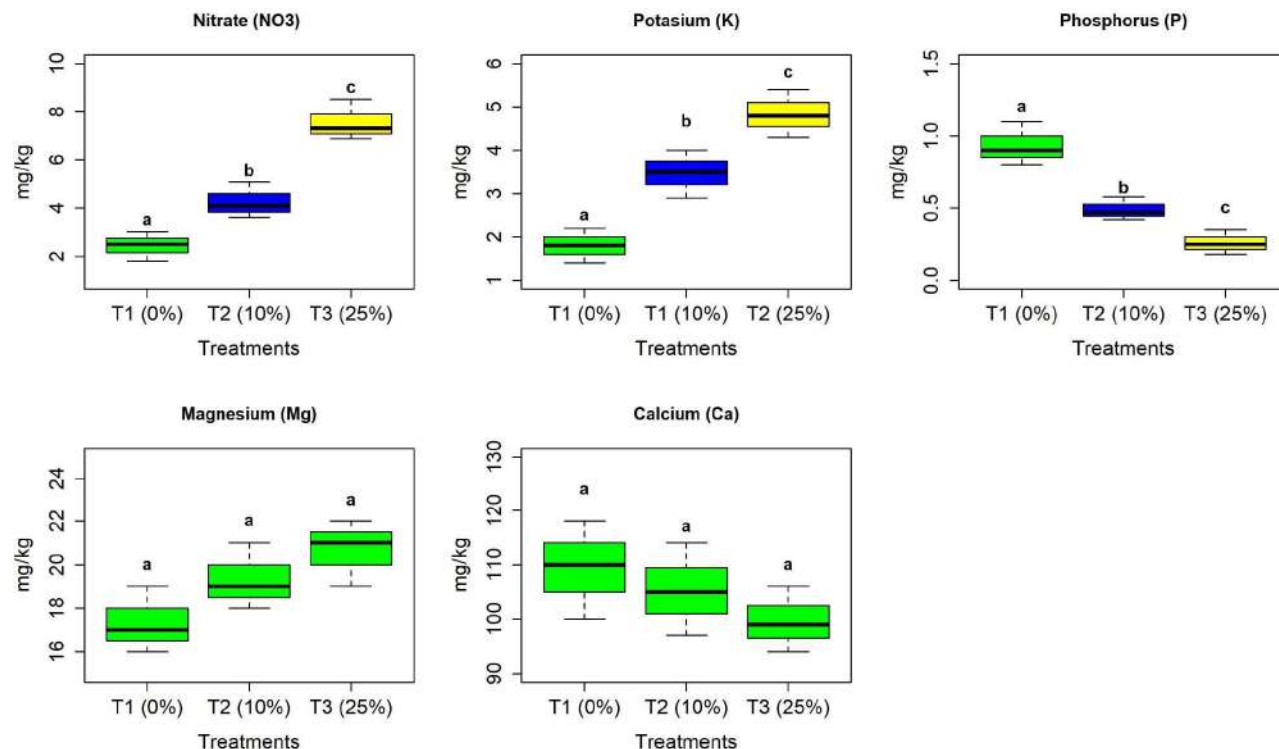 Nitrate (NO3)
mg/kg
10
8
6
4
2
a
b
c
T1 (0%) T2 (10%) T3 (25%)
Treatments
Potasium (K)
mg/kg
6
5
4
3
2
1
a
b
c
T1 (0%) T1 (10%) T2 (25%)
Treatments
Phosphorus (P)
mg/kg
1.5
1.0
0.5
0.0
a
b
c
T1 (0%) T2 (10%) T3 (25%)
Treatments
Magnesium (Mg)
mg/kg
24
22
20
18
16
a
a
a
T1 (0%) T2 (10%) T3 (25%)
Treatments
Calcium (Ca)
mg/kg
130
120
110
100
90
a
a
a
T1 (0%) T2 (10%) T3 (25%)
Treatments